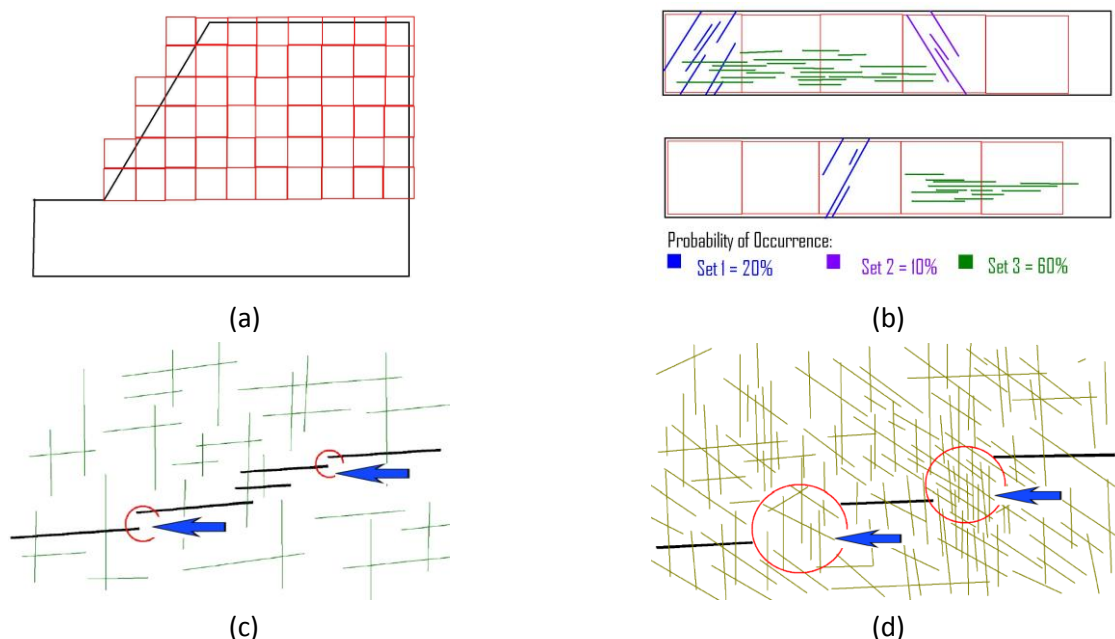 (a)
Probability of Occurrence:
Set 1 = 20% Set 2 = 10% Set 3 = 60%
(b)
(c)
(d)